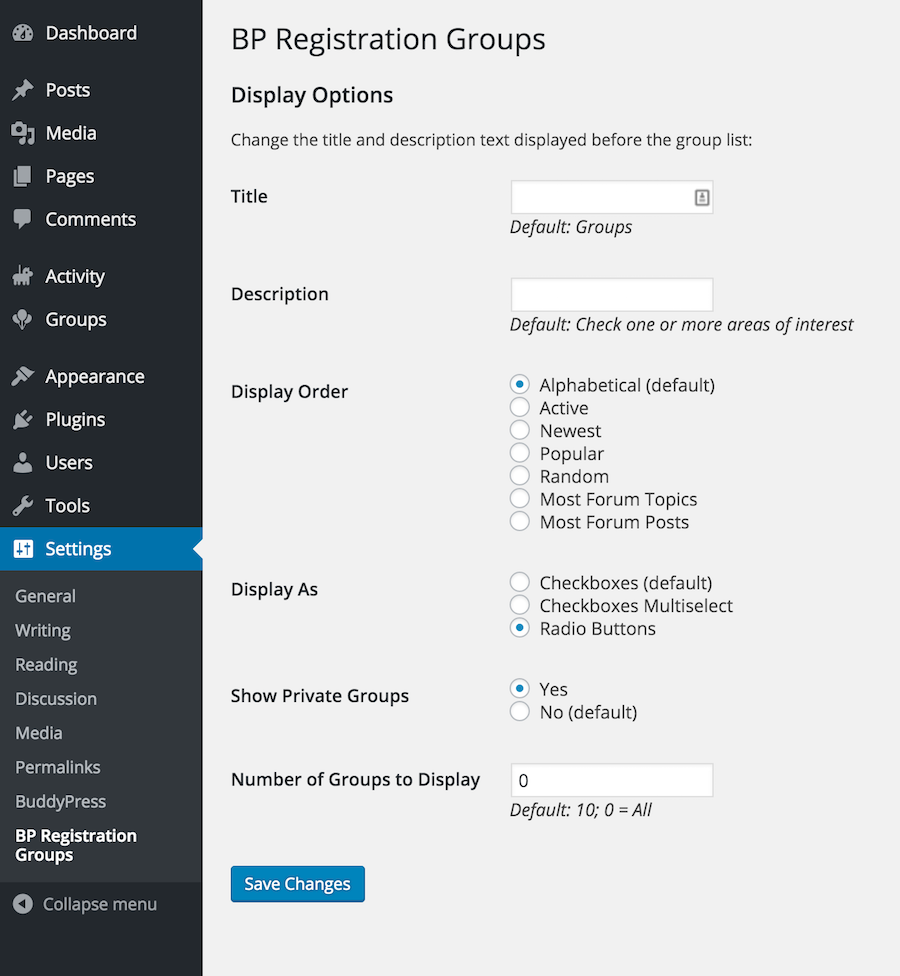 Dashboard
Posts
Media
Pages
Comments
Activity
Groups
Appearance
Plugins
Users
Tools
Settings
General
Writing
Reading
Discussion
Media
Permalinks
BuddyPress
BP Registration
Groups
Collapse menu
BP Registration Groups
Display Options
Change the title and description text displayed before the group list:
Title
Default: Groups
Description
Default: Check one or more areas of interest
Display Order
Alphabetical (default)
Active
Newest
Popular
Random
Most Forum Topics
Most Forum Posts
Display As
Checkboxes (default)
Checkboxes Multiselect
Radio Buttons
Show Private Groups
Yes
No (default)
Number of Groups to Display
0
Default: 10; 0 = All
Save Changes